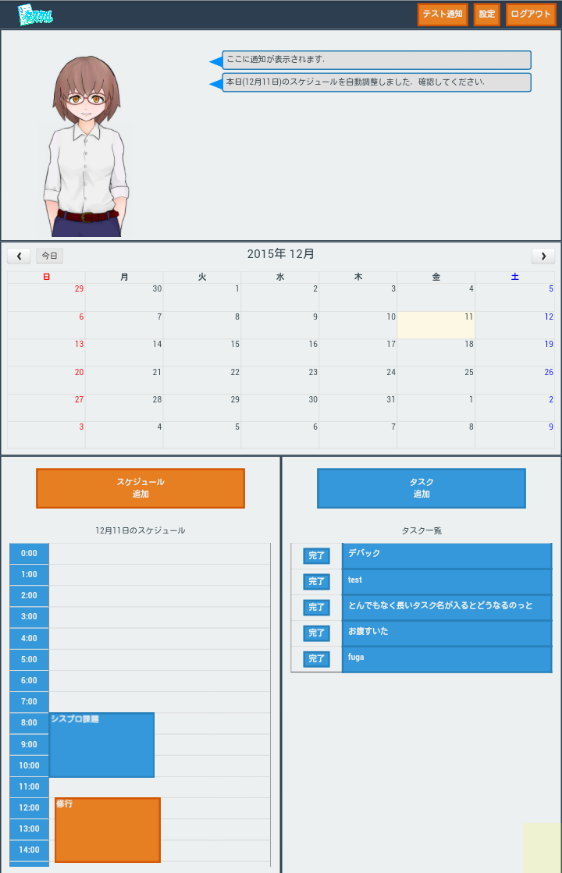 テスト通知 設定 ログアウト
ここに通知が表示されます.
本日(12月11日)のスケジュールを自動調整しました. 確認してください.
今日 2015年 12月
日 月 火 水 木 金 土
29 30 1 2 3 4 5
6 7 8 9 10 11 12
13 14 15 16 17 18 19
20 21 22 23 24 25 26
27 28 29 30 31 1 2
3 4 5 6 7 8 9
スケジュール
追加
12月11日のスケジュール
0:00
1:00
2:00
3:00
4:00
5:00
6:00
7:00
8:00 シスプロ課題
9:00
10:00
11:00
12:00 修行
13:00
14:00
タスク
追加
タスク一覧
完了 デバック
完了 test
完了 とんでもなく長いタスク名が入るとどうなるのっと
完了 お腹すいた
完了 fuga